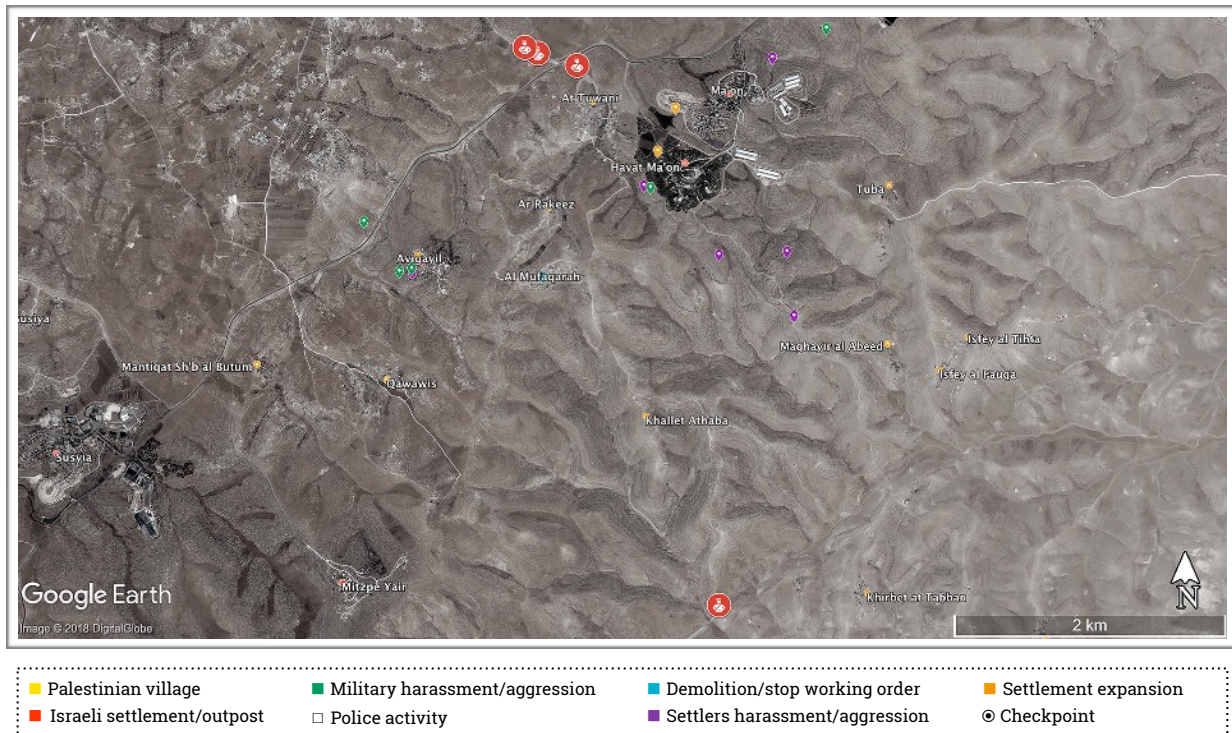 At Tuwani
Ma'on
Havat Ma'on
Tuba
Ar Rakeez
Avigayil
Al Mufaqarah
Susiya
Mantiqat Sh'b al Butum
Qawawis
Maghayir al Abeed
Isfey al Tihta
Isfey al Fauqa
Khallet Athaba
Susyia
Mitzpe Yair
Khirbet at Tabban
Google Earth
Image © 2018 DigitalGlobe
N
2 km
Palestinian village
Military harassment/aggression
Demolition/stop working order
Settlement expansion
Israeli settlement/outpost
Police activity
Settlers harassment/aggression
Checkpoint